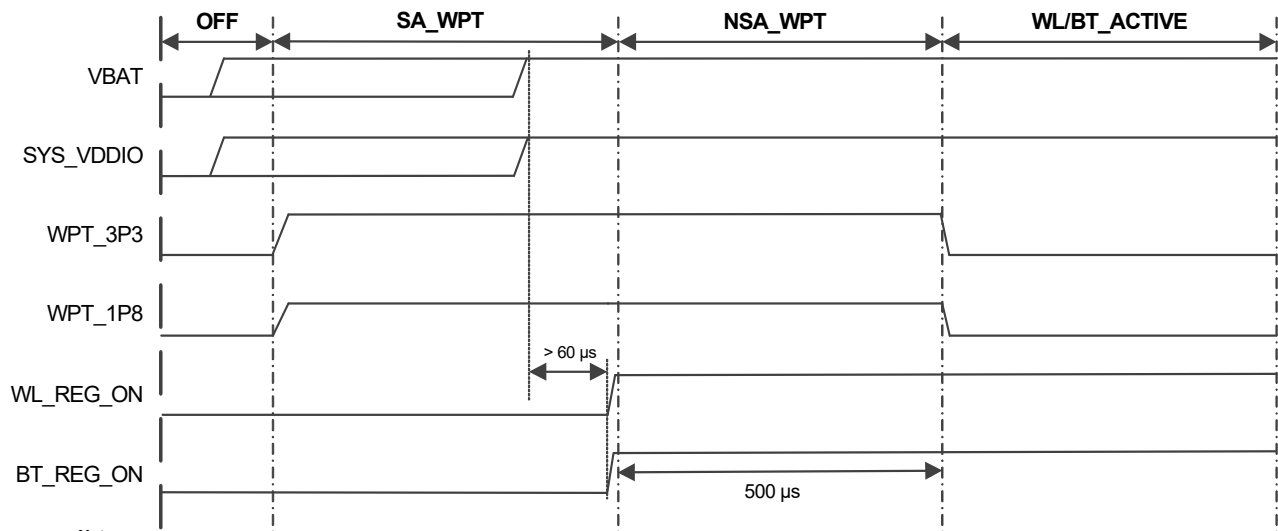 OFF SA_WPT NSA_WPT WL/BT_ACTIVE
VBAT
SYS_VDDIO
WPT_3P3
WPT_1P8
> 60 µs
WL_REG_ON
BT_REG_ON
500 µs